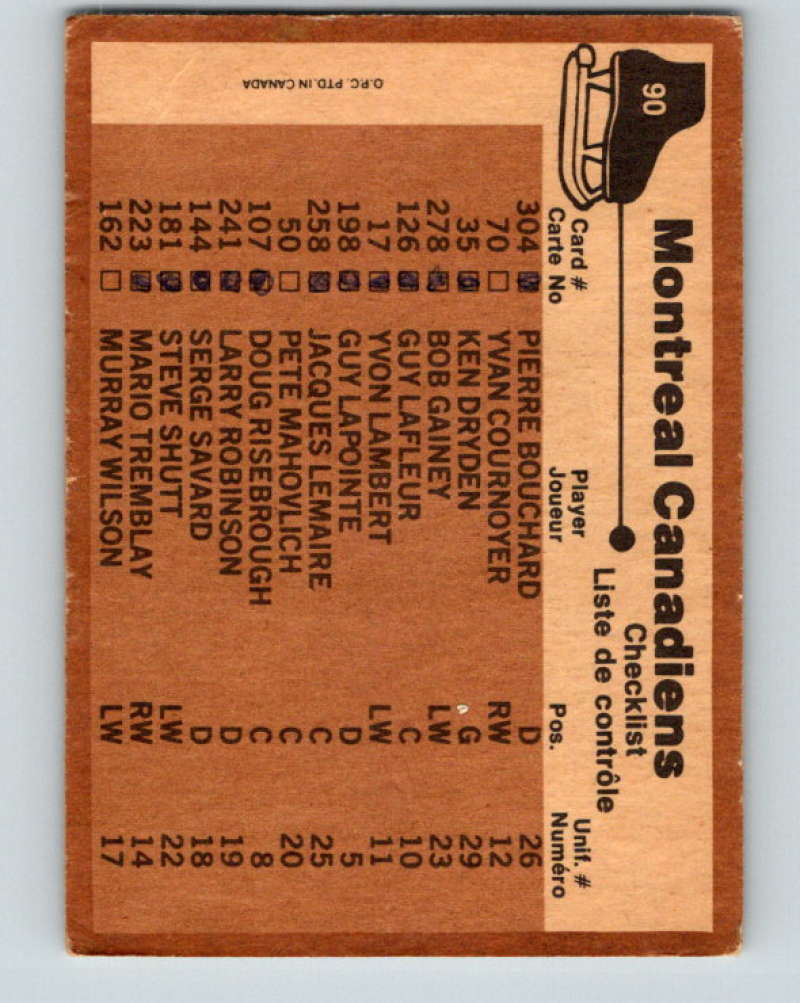 90
Montreal Canadiens
Checklist
Liste de contrôle
Card # Player Pos. Unif. #
Carte No Joueur Numéro
304 PIERRE BOUCHARD D 26
70 YVAN COURNOYER RW 12
35 KEN DRYDEN G 29
278 BOB GAINEY LW 23
126 GUY LAFLEUR C 10
17 YVON LAMBERT LW 11
198 GUY LAPOINTE D 5
258 JACQUES LEMAIRE C 25
50 PETE MAHOVLICH C 20
107 DOUG RISEBROUGH C 8
241 LARRY ROBINSON D 19
144 SERGE SAVARD D 18
181 STEVE SHUTT LW 22
223 MARIO TREMBLAY RW 14
162 MURRAY WILSON LW 17
O.P.C. PTD. IN CANADA